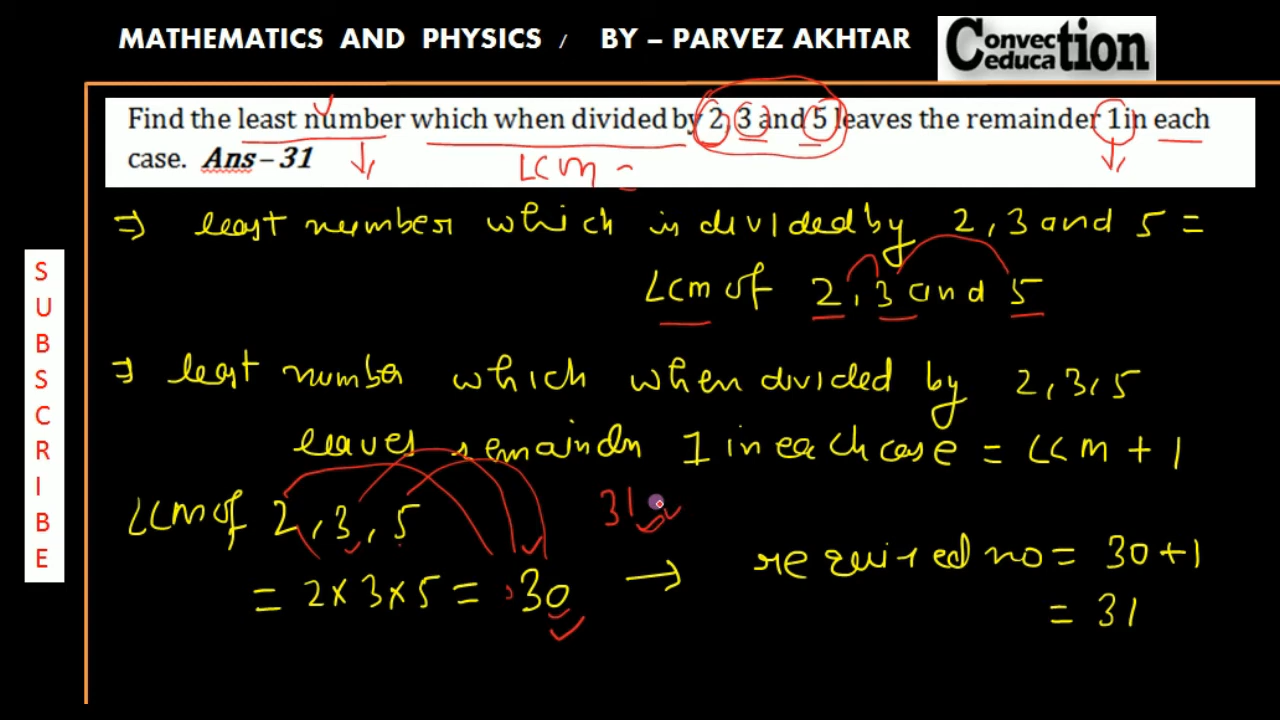 MATHEMATICS AND PHYSICS / BY – PARVEZ AKHTAR
Convection
education
Find the least number which when divided by 2, 3 and 5 leaves the remainder 1in each
case. Ans – 31
LCM =
⇒ least number which is divided by 2, 3 and 5 =
LCM of 2, 3 and 5
⇒ least number which when divided by 2, 3, 5
leaves remainder 1 in each case = LCM + 1
LCM of 2, 3, 5
31
= 2 × 3 × 5 = 30 → required no = 30 + 1
= 31
SUBSCRIBE